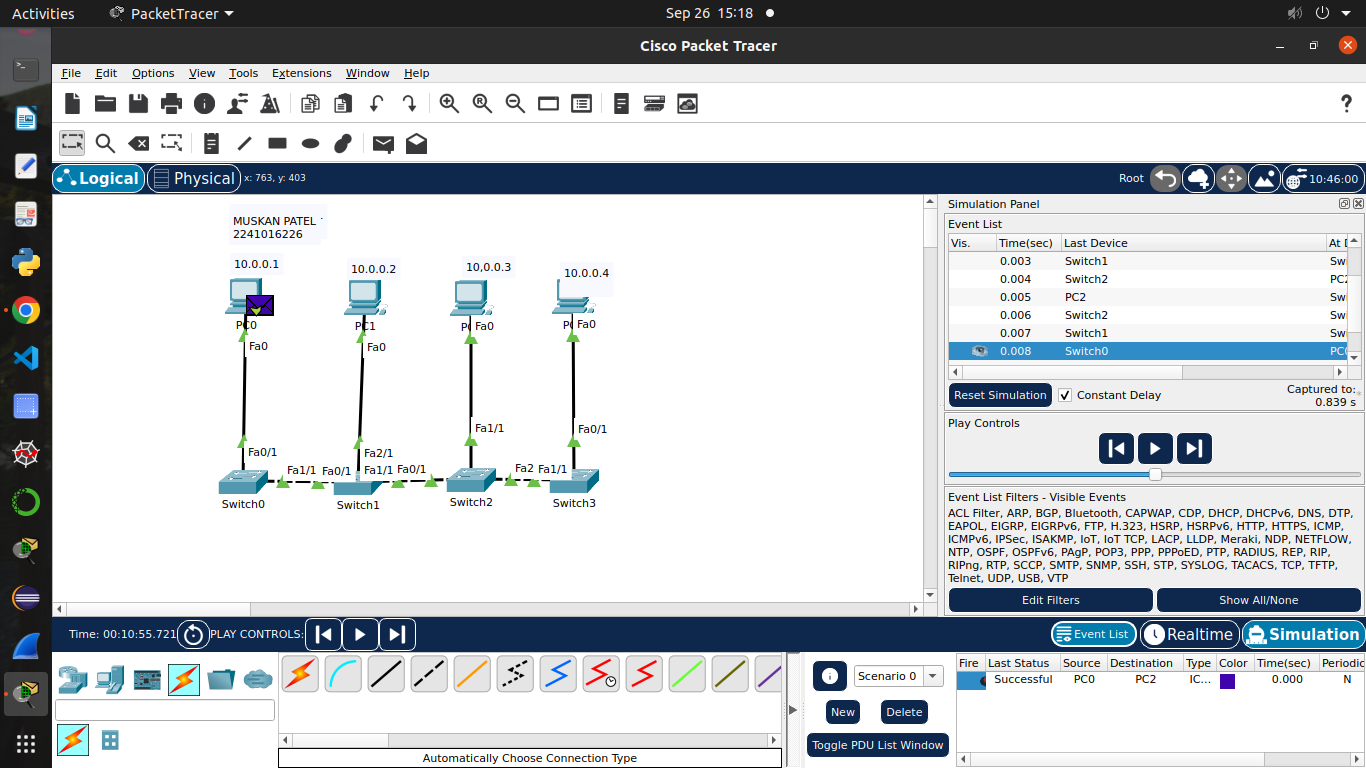 Activities PacketTracer Sep 26 15:18
Cisco Packet Tracer
File Edit Options View Tools Extensions Window Help
Logical Physical x: 763, y: 403 Root 10:46:00
MUSKAN PATEL
2241016226
10.0.0.1 10.0.0.2 10,0.0.3 10.0.0.4
PC0 PC1 Fa0 Fa0
Fa0 Fa0
Fa1/1 Fa0/1
Fa0/1 Fa2/1
Fa1/1 Fa0/1 Fa1/1 Fa0/1 Fa2 Fa1/1
Switch0 Switch1 Switch2 Switch3
Simulation Panel
Event List
Vis. Time(sec) Last Device At D
0.003 Switch1 Swi
0.004 Switch2 PC2
0.005 PC2 Swi
0.006 Switch2 Swi
0.007 Switch1 Swi
0.008 Switch0 PC0
Reset Simulation Constant Delay Captured to:
0.839 s
Play Controls
Event List Filters - Visible Events
ACL Filter, ARP, BGP, Bluetooth, CAPWAP, CDP, DHCP, DHCPv6, DNS, DTP,
EAPOL, EIGRP, EIGRPv6, FTP, H.323, HSRP, HSRPv6, HTTP, HTTPS, ICMP,
ICMPv6, IPSec, ISAKMP, IoT, IoT TCP, LACP, LLDP, Meraki, NDP, NETFLOW,
NTP, OSPF, OSPFv6, PAgP, POP3, PPP, PPPoED, PTP, RADIUS, REP, RIP,
RIPng, RTP, SCCP, SMTP, SNMP, SSH, STP, SYSLOG, TACACS, TCP, TFTP,
Telnet, UDP, USB, VTP
Edit Filters Show All/None
Time: 00:10:55.721 PLAY CONTROLS: Event List Realtime Simulation
Scenario 0
New Delete
Toggle PDU List Window
Fire Last Status Source Destination Type Color Time(sec) Periodic
Successful PC0 PC2 IC... 0.000 N
Automatically Choose Connection Type